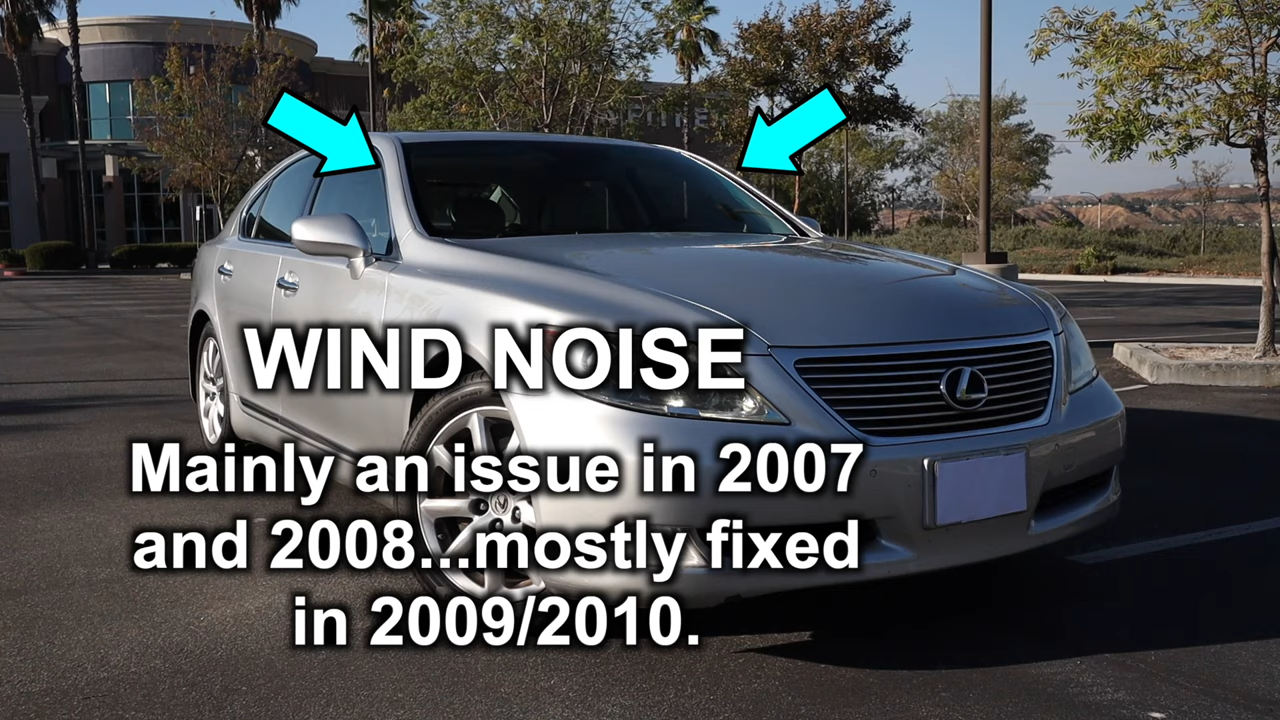 WIND NOISE
Mainly an issue in 2007
and 2008...mostly fixed
in 2009/2010.